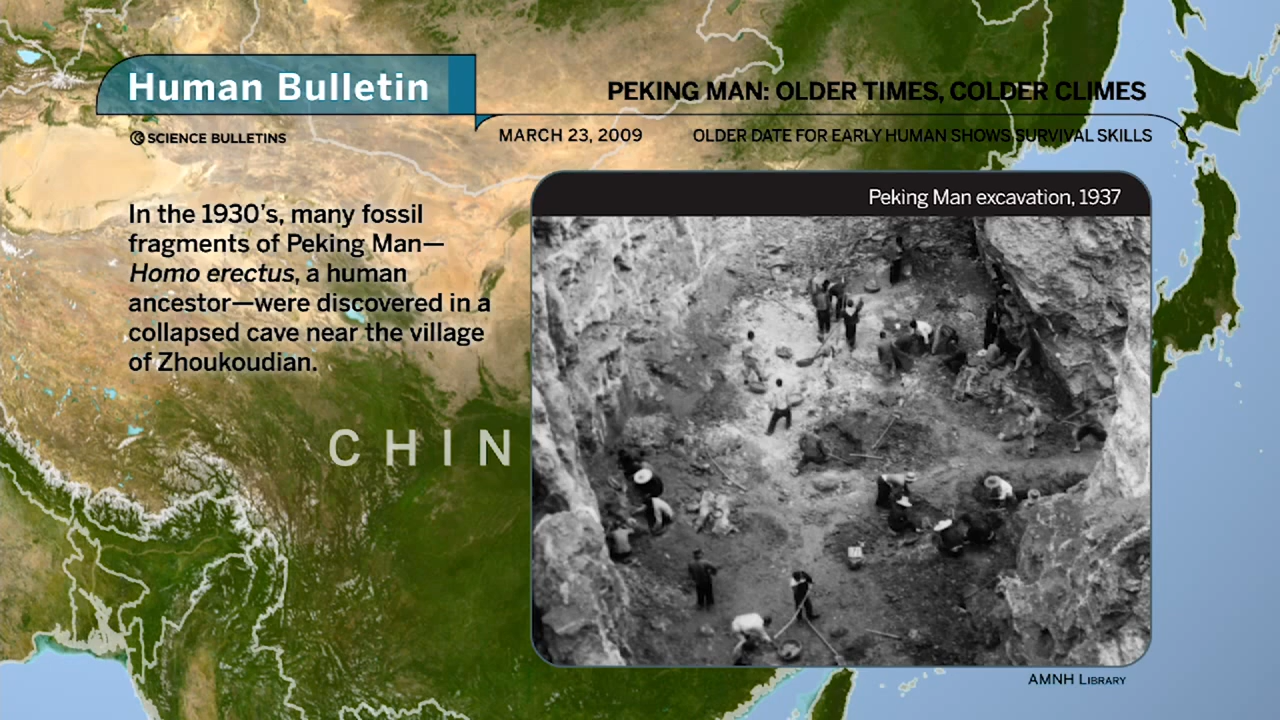 Human Bulletin
PEKING MAN: OLDER TIMES, COLDER CLIMES
SCIENCE BULLETINS
MARCH 23, 2009
OLDER DATE FOR EARLY HUMAN SHOWS SURVIVAL SKILLS
Peking Man excavation, 1937
In the 1930's, many fossil
fragments of Peking Man—
Homo erectus, a human
ancestor—were discovered in a
collapsed cave near the village
of Zhoukoudian.
CHIN
AMNH LIBRARY